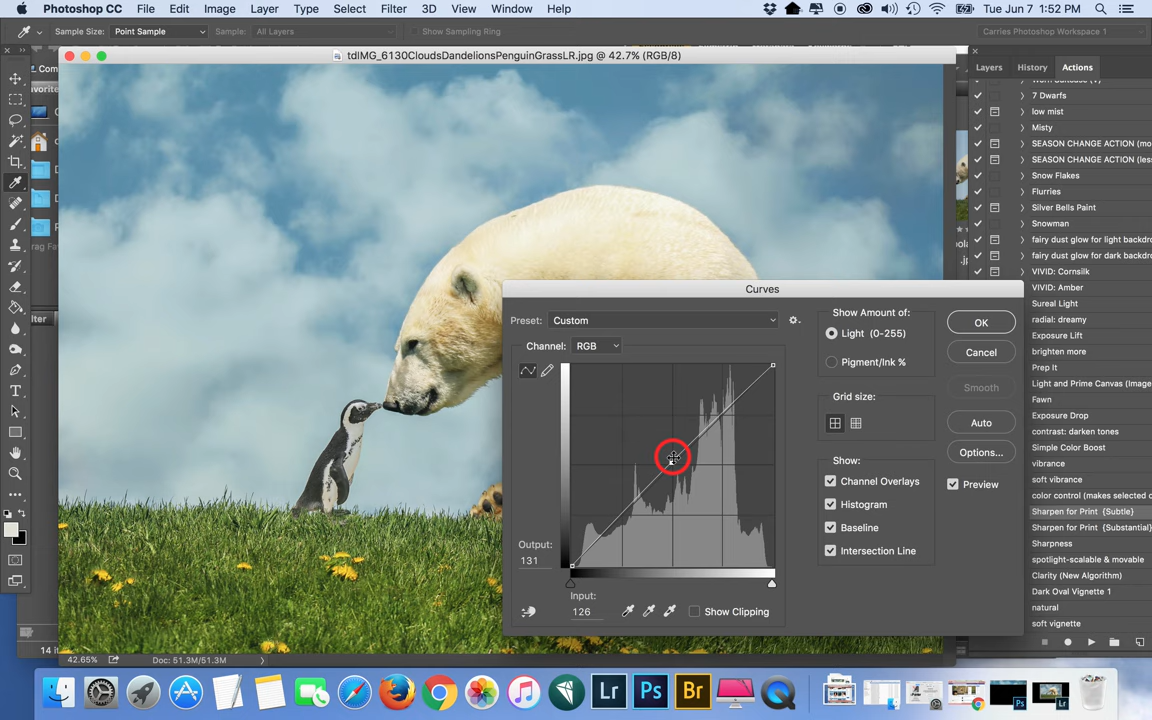 Photoshop CC File Edit Image Layer Type Select Filter 3D View Window Help Tue Jun 7 1:52 PM
Sample Size: Point Sample Sample: All Layers Show Sampling Ring Carries Photoshop Workspace 1
tdIMG_6130CloudsDandelionsPenguinGrassLR.jpg @ 42.7% (RGB/8)
Layers History Actions
7 Dwarfs
low mist
Misty
SEASON CHANGE ACTION (mo
SEASON CHANGE ACTION (les
Snow Flakes
Flurries
Silver Bells Paint
Snowman
fairy dust glow for light backdro
fairy dust glow for dark backdro
VIVID: Cornsilk
VIVID: Amber
Sureal Light
radial: dreamy
Exposure Lift
brighten more
Prep It
Light and Prime Canvas (Image
Fawn
Exposure Drop
contrast: darken tones
Simple Color Boost
vibrance
soft vibrance
color control (makes selected c
Sharpen for Print {Subtle}
Sharpen for Print {Substantial}
Sharpness
spotlight-scalable & movable
Clarity (New Algorithm)
Dark Oval Vignette 1
natural
soft vignette
Curves
Preset: Custom
Channel: RGB
Output:
131
Input:
126
Show Clipping
Show Amount of:
Light (0-255)
Pigment/Ink %
Grid size:
Show:
Channel Overlays
Histogram
Baseline
Intersection Line
OK
Cancel
Smooth
Auto
Options...
Preview
42.65% Doc: 51.3M/51.3M
Lr Ps Br